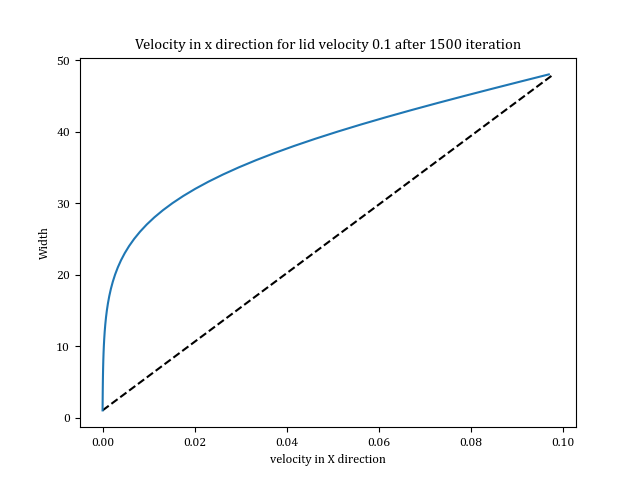 Velocity in x direction for lid velocity 0.1 after 1500 iteration
50
40
30
20
10
0
Width
0.00 0.02 0.04 0.06 0.08 0.10
velocity in X direction